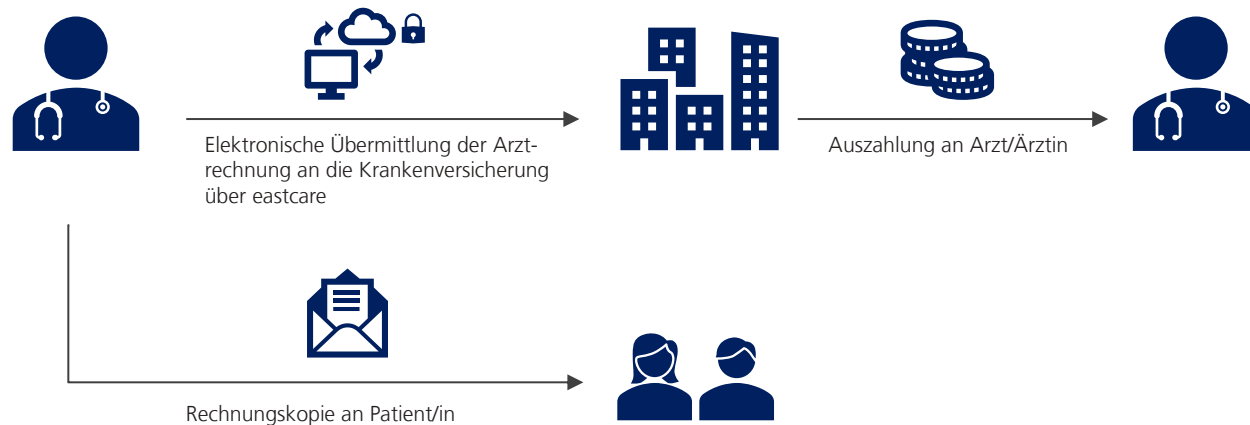 Elektronische Übermittlung der Arzt-
rechnung an die Krankenversicherung
über eastcare
Auszahlung an Arzt/Ärztin
Rechnungskopie an Patient/in